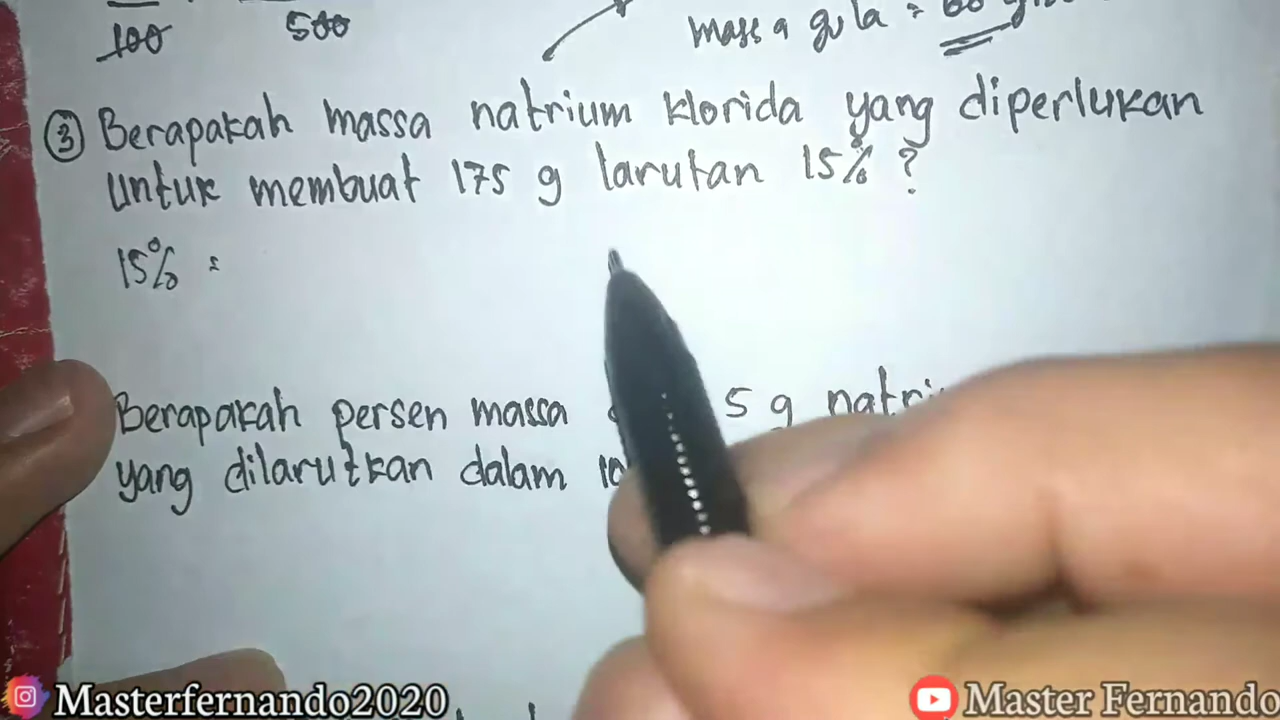 100 500 massa gula =
③ Berapakah massa natrium klorida yang diperlukan
untuk membuat 175 g larutan 15% ?
15% =
Berapakah persen massa 5 g
yang dilarutkan dalam
Masterfernando2020 Master Fernando